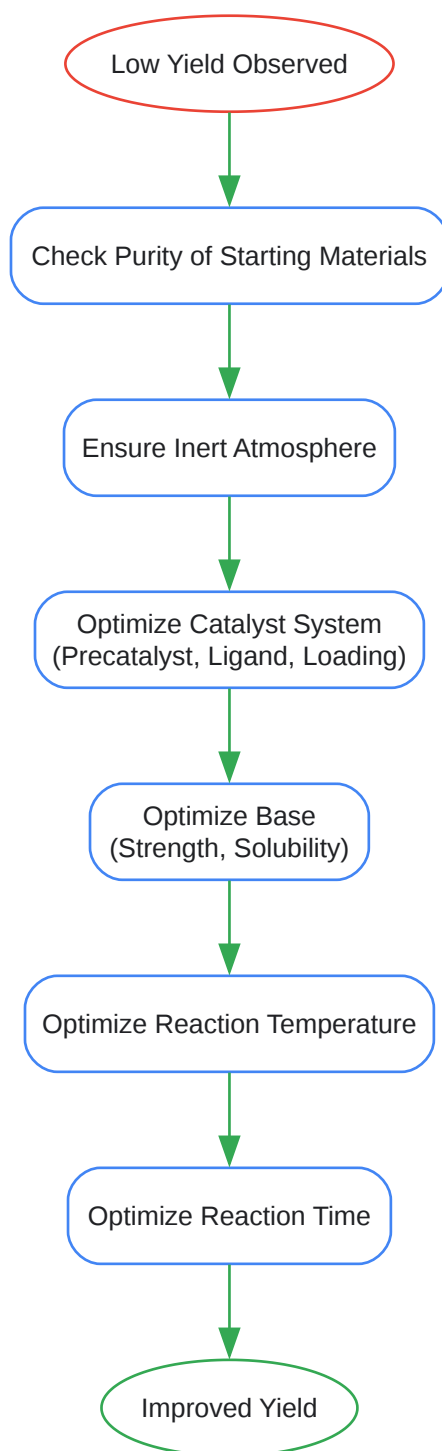 Low Yield Observed
Check Purity of Starting Materials
Ensure Inert Atmosphere
Optimize Catalyst System
(Precatalyst, Ligand, Loading)
Optimize Base
(Strength, Solubility)
Optimize Reaction Temperature
Optimize Reaction Time
Improved Yield